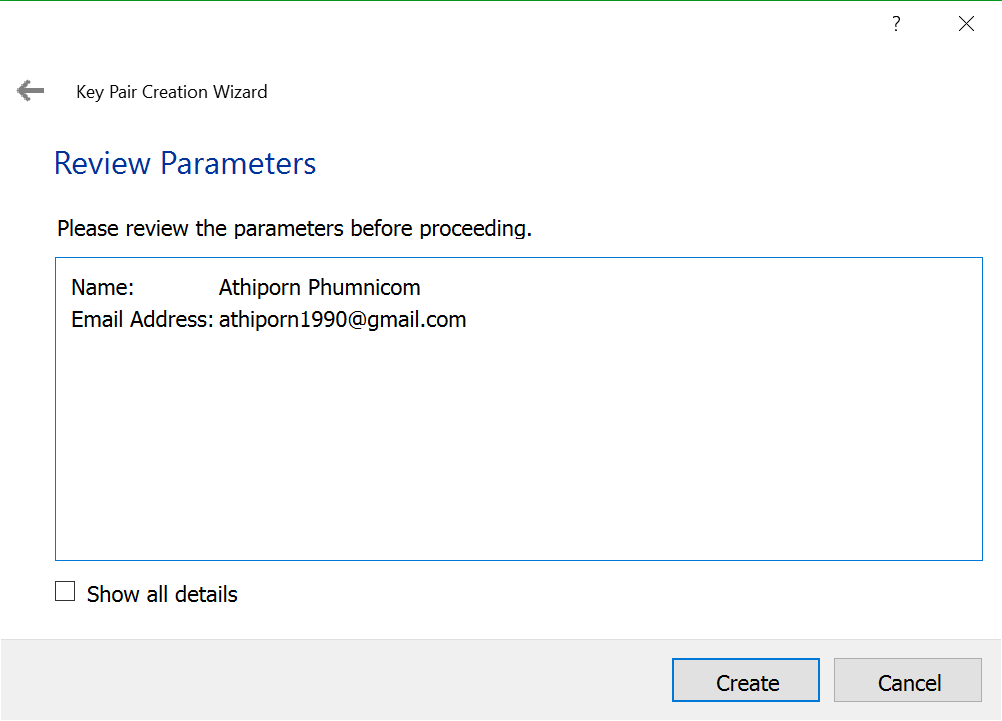 ?
Key Pair Creation Wizard
Review Parameters
Please review the parameters before proceeding.
Name: Athiporn Phumnicom
Email Address: athiporn1990@gmail.com
Show all details
Create Cancel